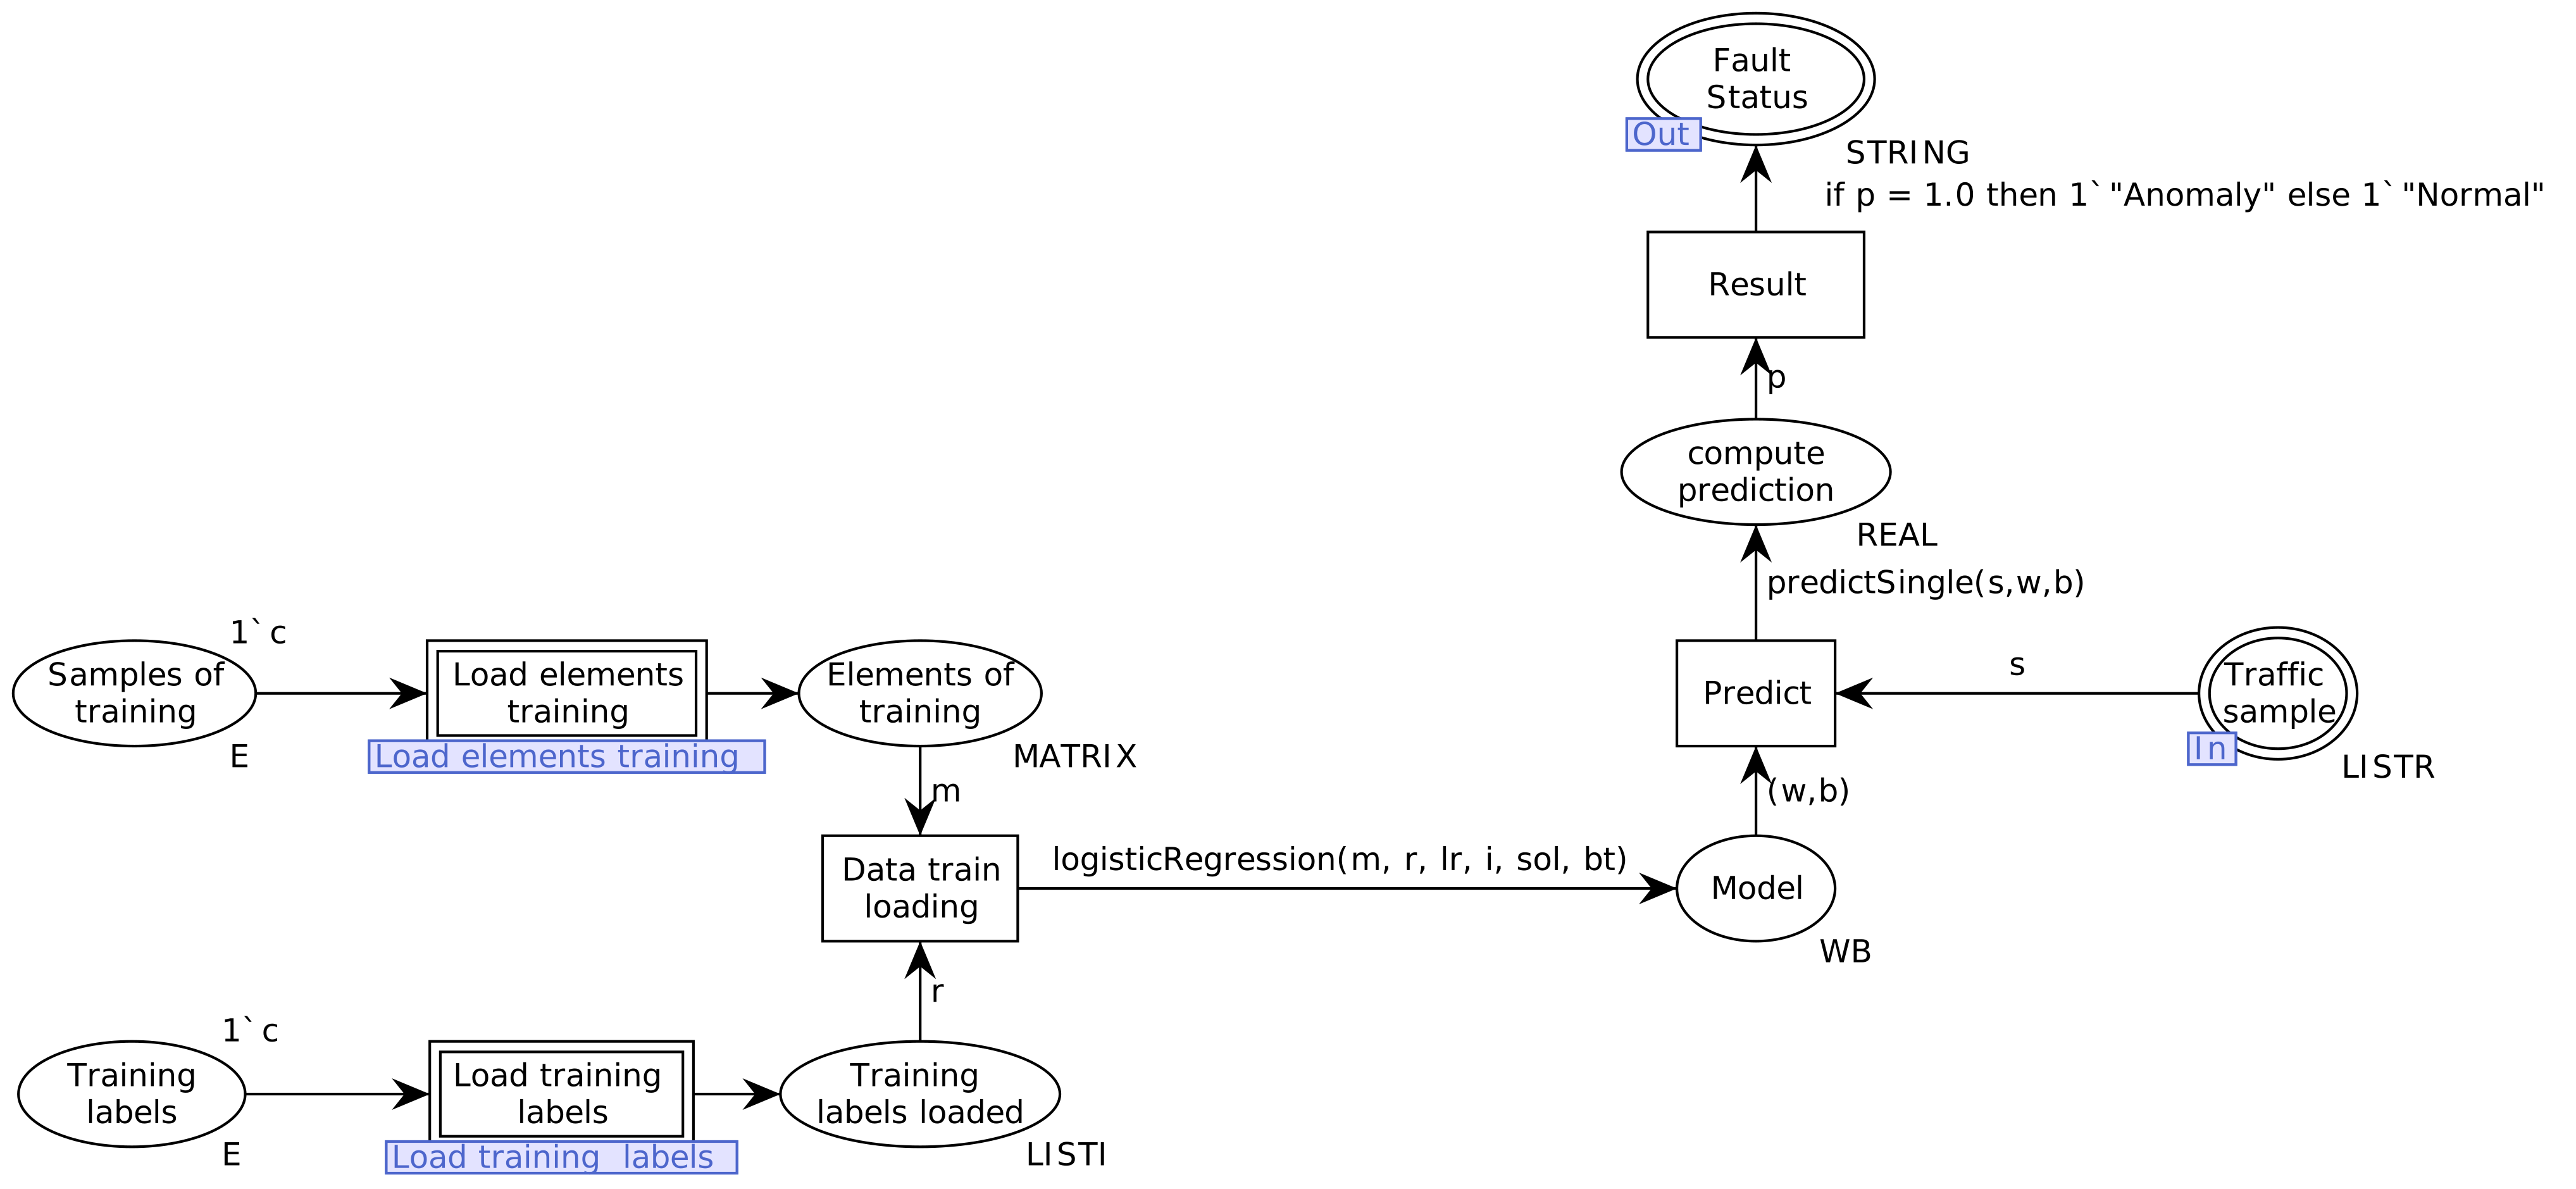 Fault
Status
Out
STRING
if p = 1.0 then 1`"Anomaly" else 1`"Normal"
Result
p
compute
prediction
REAL
predictSingle(s,w,b)
1`c
Samples of
training
E
Load elements
training
Load elements training
Elements of
training
MATRIX
Predict
s
Traffic
sample
In
LISTR
m
(w,b)
Data train
loading
logisticRegression(m, r, lr, i, sol, bt)
Model
WB
r
1`c
Training
labels
E
Load training
labels
Load training  labels
Training
labels loaded
LISTI